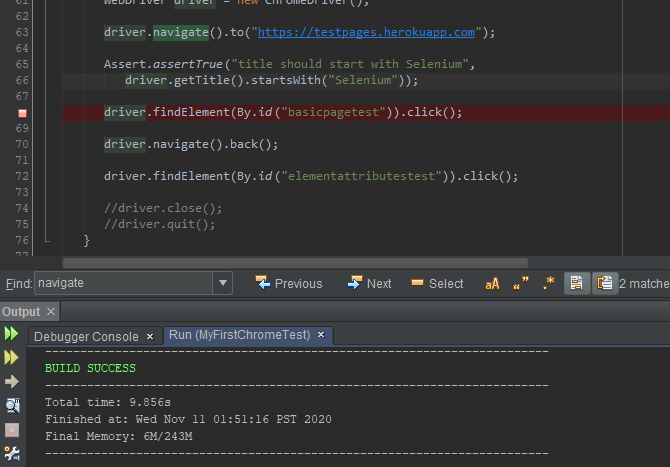 61 WebDriver driver = new ChromeDriver();
62
63 driver.navigate().to("https://testpages.herokuapp.com");
64
65 Assert.assertTrue("title should start with Selenium",
66 driver.getTitle().startsWith("Selenium"));
67
driver.findElement(By.id("basicpagetest")).click();
69
70 driver.navigate().back();
71
72 driver.findElement(By.id("elementattributestest")).click();
73
74 //driver.close();
75 //driver.quit();
76 }
77
Find: navigate Previous Next Select aA “” .* 2 matche
Output ×
Debugger Console × Run (MyFirstChromeTest) ×
------------------------------------------------------------------------
BUILD SUCCESS
------------------------------------------------------------------------
Total time: 9.856s
Finished at: Wed Nov 11 01:51:16 PST 2020
Final Memory: 6M/243M
------------------------------------------------------------------------